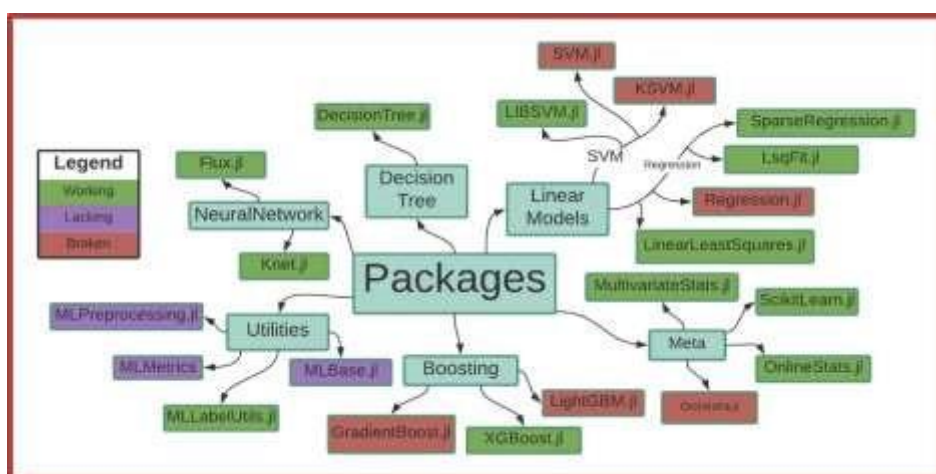 SVM.jl
KSVM.jl
LIBSVM.jl
DecisionTree.jl
SparseRegression.jl
SVM
Regression
LsqFit.jl
Legend
Working
Lacking
Broken
Flux.jl
Decision
Tree
Linear
Models
Regression.jl
NeuralNetwork
LinearLeastSquares.jl
Knet.jl
Packages
MultivariateStats.jl
ScikitLearn.jl
MLPreprocessing.jl
Utilities
Meta
MLMetrics
MLBase.jl
Boosting
OnlineStats.jl
LightGBM.jl
MLLabelUtils.jl
GradientBoost.jl
XGBoost.jl